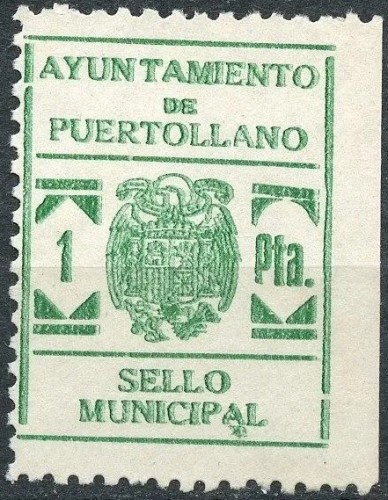 AYUNTAMIENTO
DE
PUERTOLLANO
1 Pta.
SELLO
MUNICIPAL